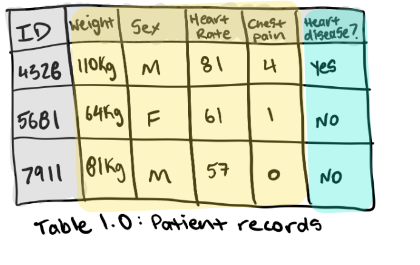 ID Weight Sex Heart Rate Chest pain Heart disease?
4328 110Kg M 81 4 Yes
5681 64Kg F 61 1 NO
7911 81Kg M 57 0 NO
Table 1.0: Patient records